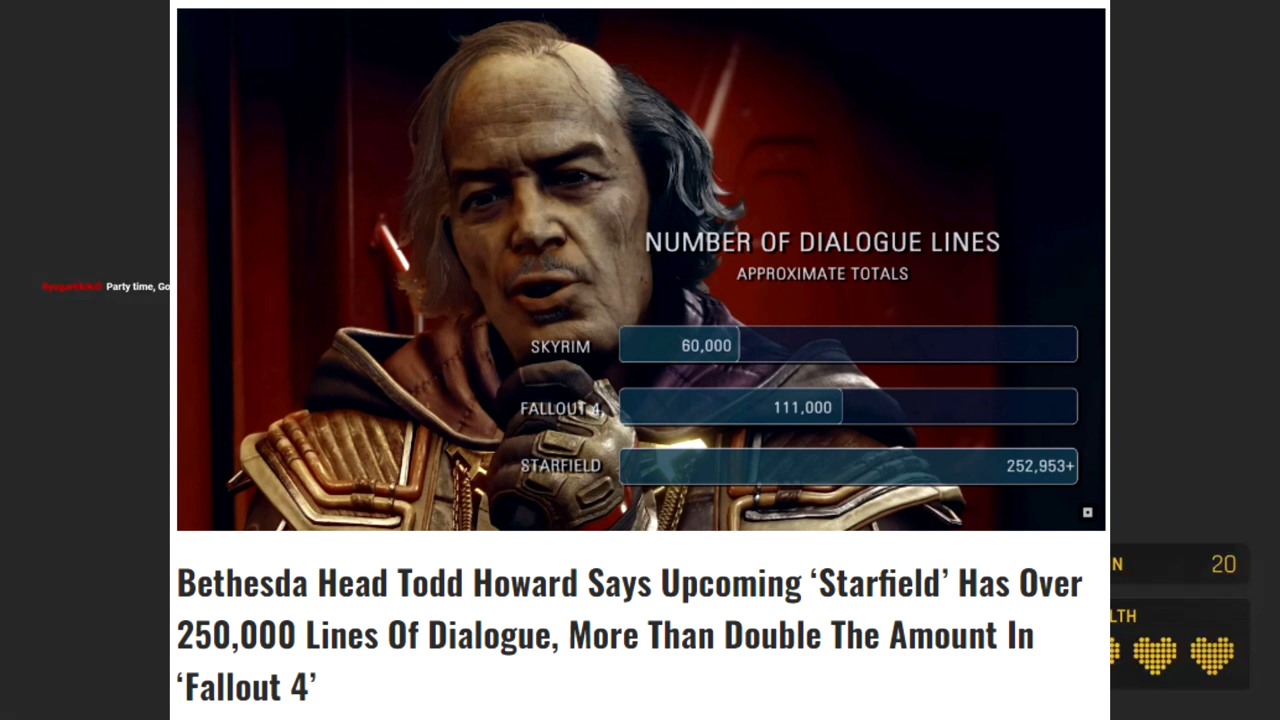 NUMBER OF DIALOGUE LINES
APPROXIMATE TOTALS
SKYRIM 60,000
FALLOUT 4 111,000
STARFIELD 252,953+
Party time, Go
Bethesda Head Todd Howard Says Upcoming ‘Starfield’ Has Over
250,000 Lines Of Dialogue, More Than Double The Amount In
‘Fallout 4’
N 20
LTH